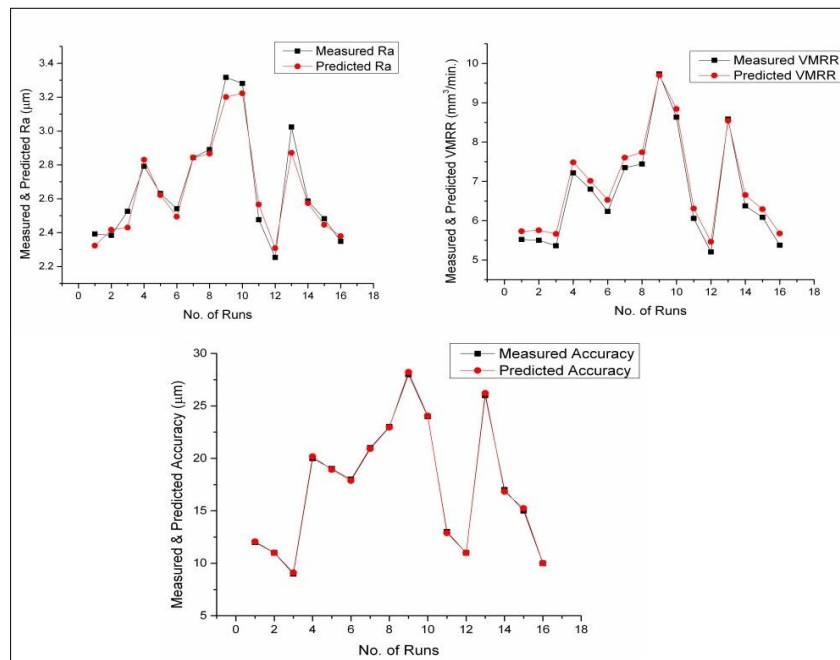 Measured Ra
Predicted Ra
Measured & Predicted Ra (μm)
3.4
3.2
3.0
2.8
2.6
2.4
2.2
0 2 4 6 8 10 12 14 16 18
No. of Runs
Measured VMRR
Predicted VMRR
Measured & Predicted VMRR (mm³/min.)
10
9
8
7
6
5
0 2 4 6 8 10 12 14 16 18
No. of Runs
Measured Accuracy
Predicted Accuracy
Measured & Predicted Accuracy (μm)
30
25
20
15
10
5
0 2 4 6 8 10 12 14 16 18
No. of Runs